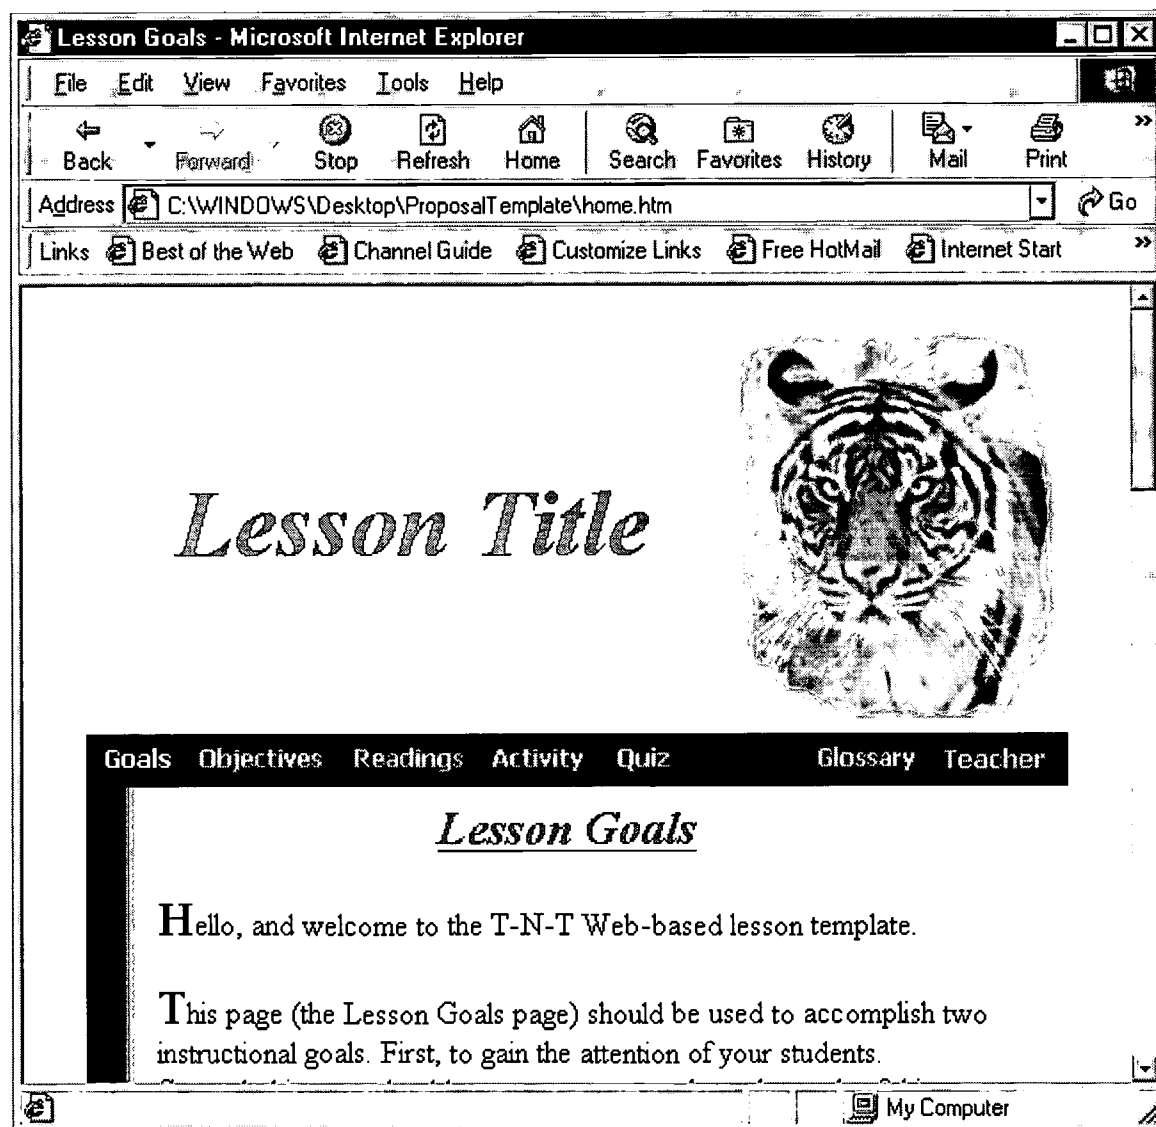 Lesson Goals - Microsoft Internet Explorer
File Edit View Favorites Tools Help
Back Forward Stop Refresh Home Search Favorites History Mail Print »
Address C:\WINDOWS\Desktop\ProposalTemplate\home.htm Go
Links Best of the Web Channel Guide Customize Links Free HotMail Internet Start »
Lesson Title
Goals Objectives Readings Activity Quiz Glossary Teacher
Lesson Goals
Hello, and welcome to the T-N-T Web-based lesson template.
This page (the Lesson Goals page) should be used to accomplish two
instructional goals. First, to gain the attention of your students.
My Computer